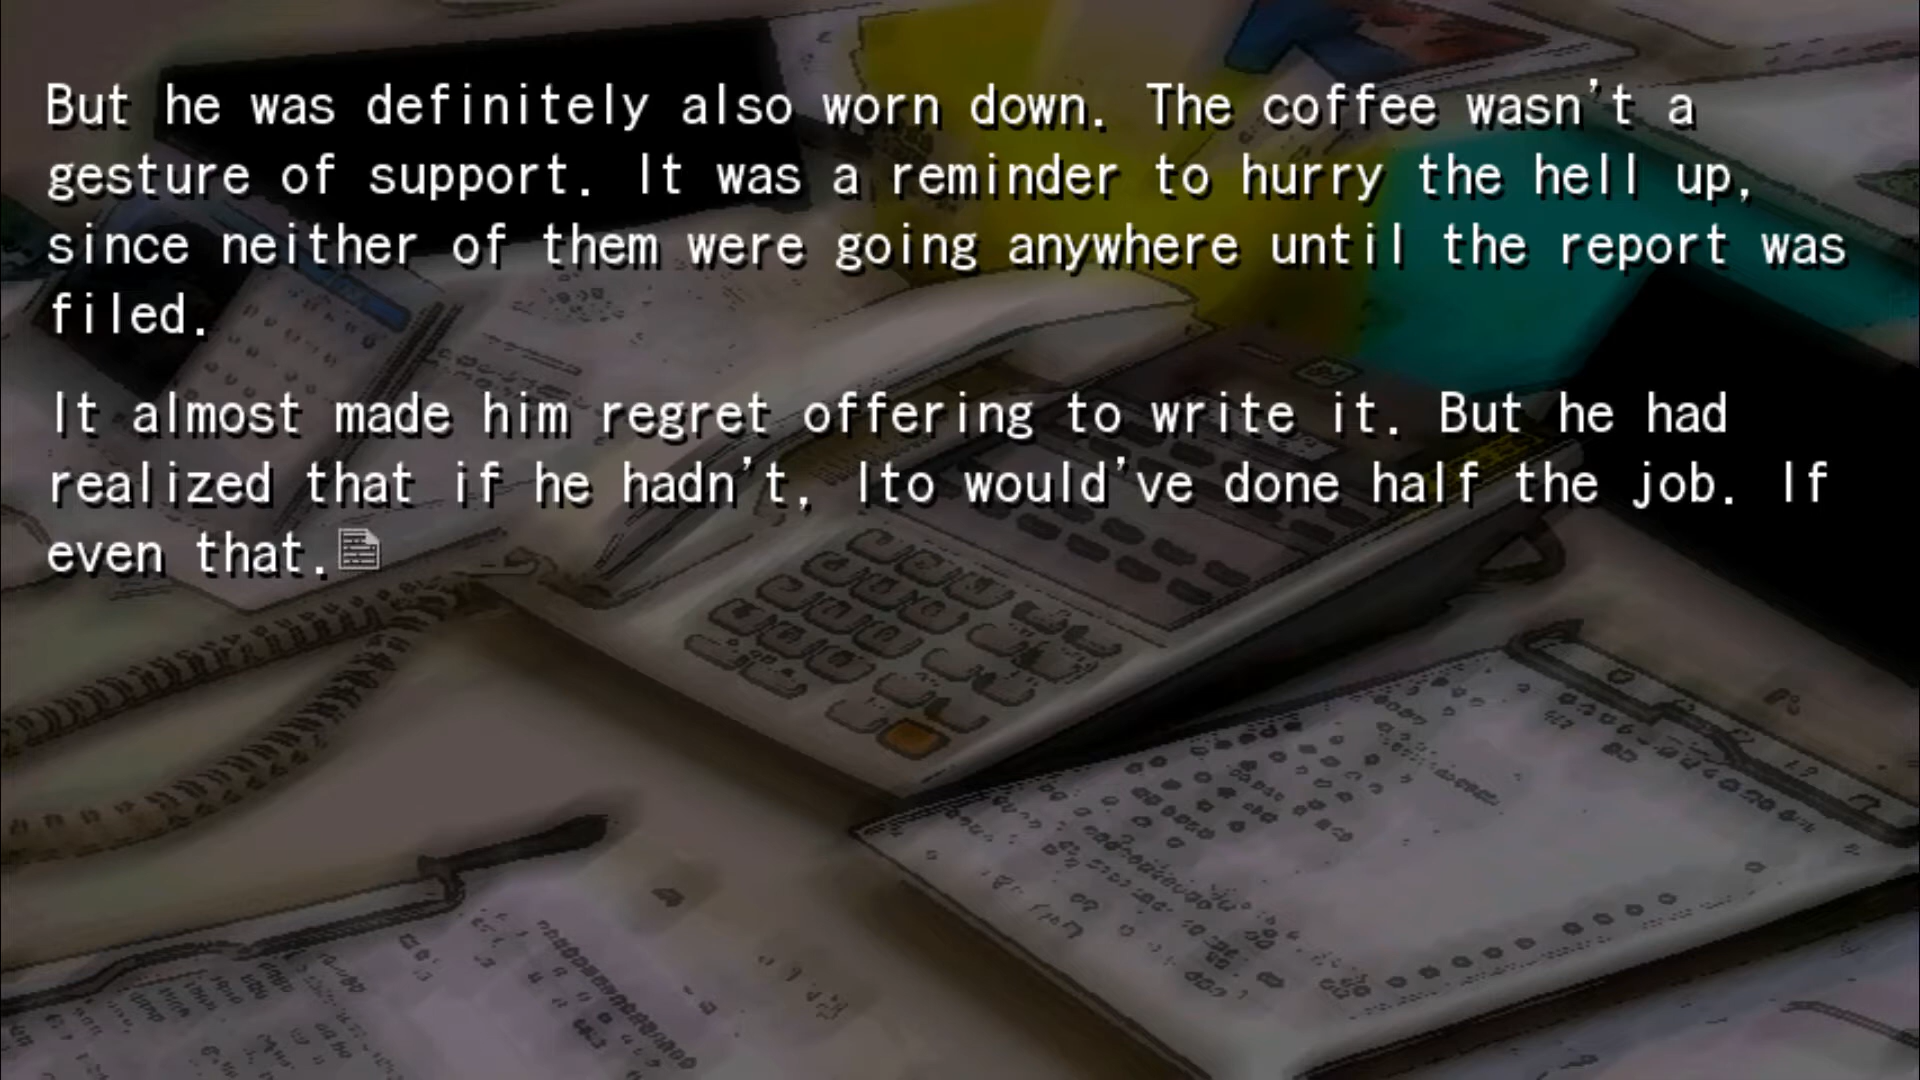 But he was definitely also worn down. The coffee wasn't a
gesture of support. It was a reminder to hurry the hell up,
since neither of them were going anywhere until the report was
filed.
It almost made him regret offering to write it. But he had
realized that if he hadn't, Ito would've done half the job. If
even that.